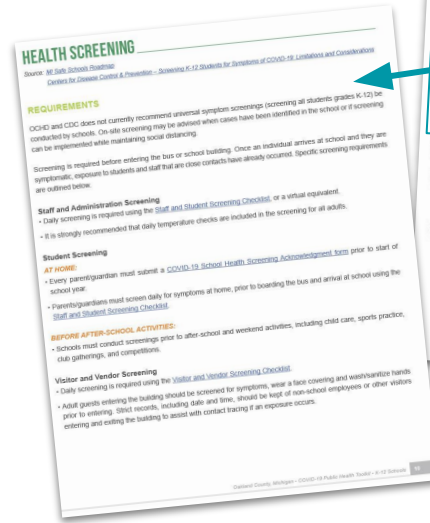 HEALTH SCREENING
Source: MI Safe Schools Roadmap
Centers for Disease Control & Prevention – Screening K-12 Students for Symptoms of COVID-19: Limitations and Considerations
REQUIREMENTS
OCHD and CDC does not currently recommend universal symptom screenings (screening all students grades K-12) be
conducted by schools. On-site screening may be advised when cases have been identified in the school or if screening
can be implemented while maintaining social distancing.
Screening is required before entering the bus or school building. Once an individual arrives at school and they are
symptomatic, exposure to students and staff that are close contacts have already occurred. Specific screening requirements
are outlined below.
Staff and Administration Screening
• Daily screening is required using the Staff and Student Screening Checklist, or a virtual equivalent.
• It is strongly recommended that daily temperature checks are included in the screening for all adults.
Student Screening
AT HOME:
• Every parent/guardian must submit a COVID-19 School Health Screening Acknowledgment form prior to start of
school year.
• Parents/guardians must screen daily for symptoms at home, prior to boarding the bus and arrival at school using the
Staff and Student Screening Checklist.
BEFORE AFTER-SCHOOL ACTIVITIES:
• Schools must conduct screenings prior to after-school and weekend activities, including child care, sports practice,
club gatherings, and competitions.
Visitor and Vendor Screening
• Daily screening is required using the Visitor and Vendor Screening Checklist.
• Adult guests entering the building should be screened for symptoms, wear a face covering and wash/sanitize hands
prior to entering. Strict records, including date and time, should be kept of non-school employees or other visitors
entering and exiting the building to assist with contact tracing if an exposure occurs.
Oakland County, Michigan – COVID-19 Public Health Toolkit – K-12 Schools